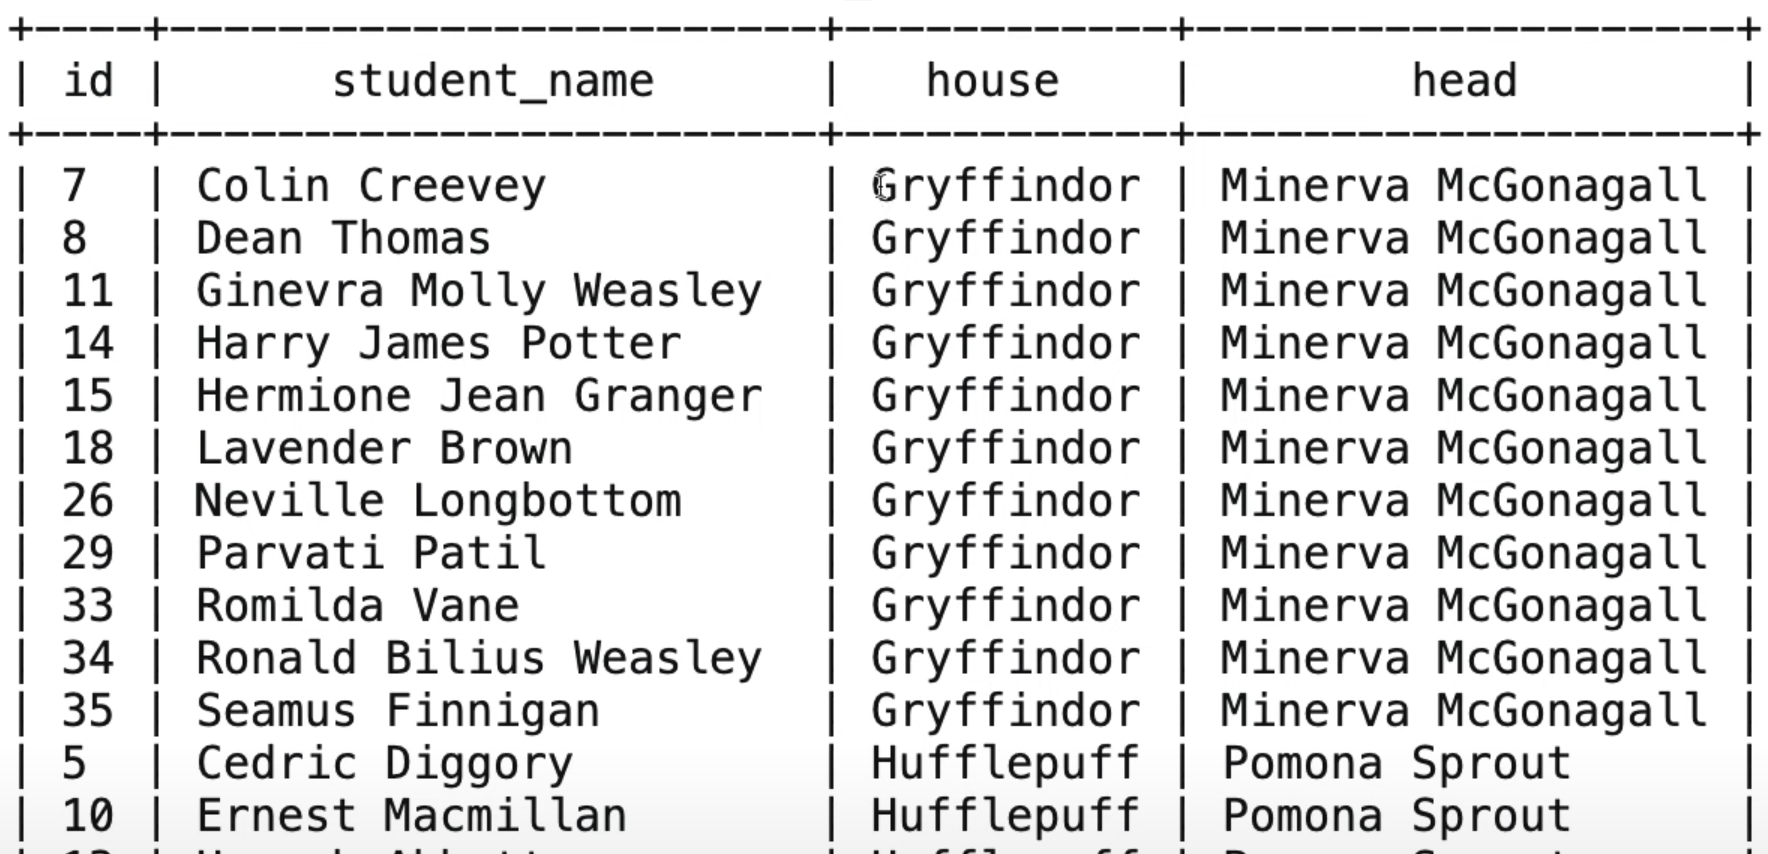 +----+------------------------+------------+--------------------+
| id |      student_name      |   house    |        head        |
+----+------------------------+------------+--------------------+
| 7  | Colin Creevey          | Gryffindor | Minerva McGonagall |
| 8  | Dean Thomas            | Gryffindor | Minerva McGonagall |
| 11 | Ginevra Molly Weasley  | Gryffindor | Minerva McGonagall |
| 14 | Harry James Potter     | Gryffindor | Minerva McGonagall |
| 15 | Hermione Jean Granger  | Gryffindor | Minerva McGonagall |
| 18 | Lavender Brown         | Gryffindor | Minerva McGonagall |
| 26 | Neville Longbottom     | Gryffindor | Minerva McGonagall |
| 29 | Parvati Patil          | Gryffindor | Minerva McGonagall |
| 33 | Romilda Vane           | Gryffindor | Minerva McGonagall |
| 34 | Ronald Bilius Weasley  | Gryffindor | Minerva McGonagall |
| 35 | Seamus Finnigan        | Gryffindor | Minerva McGonagall |
| 5  | Cedric Diggory         | Hufflepuff | Pomona Sprout      |
| 10 | Ernest Macmillan       | Hufflepuff | Pomona Sprout      |